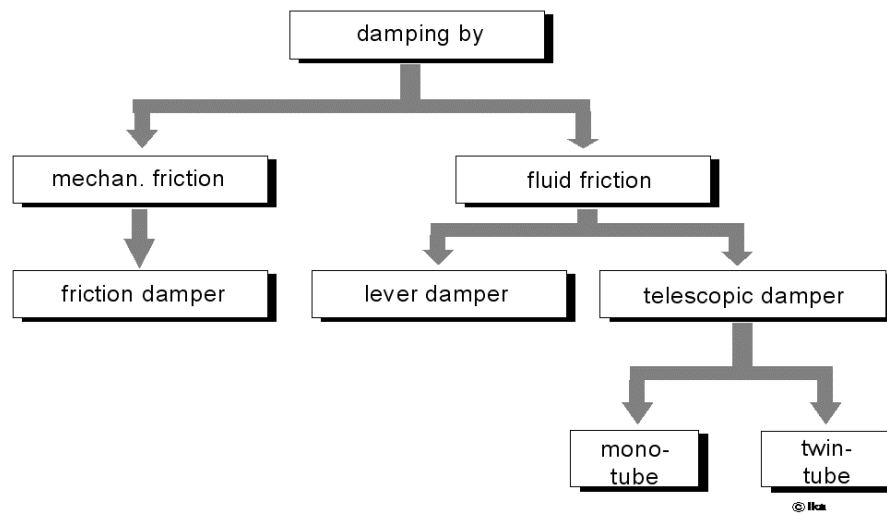 damping by
mechan. friction
fluid friction
friction damper
lever damper
telescopic damper
mono-
tube
twin-
tube
© ika